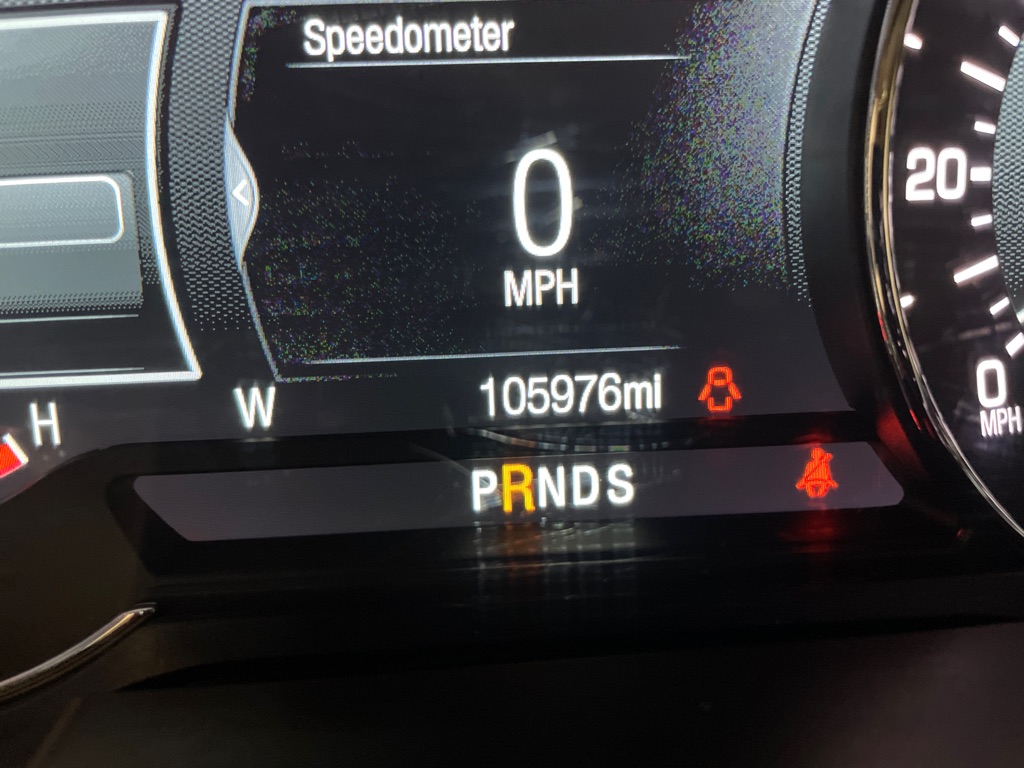 Speedometer
0
MPH
20
0
MPH
H
W
105976mi
PRNDS